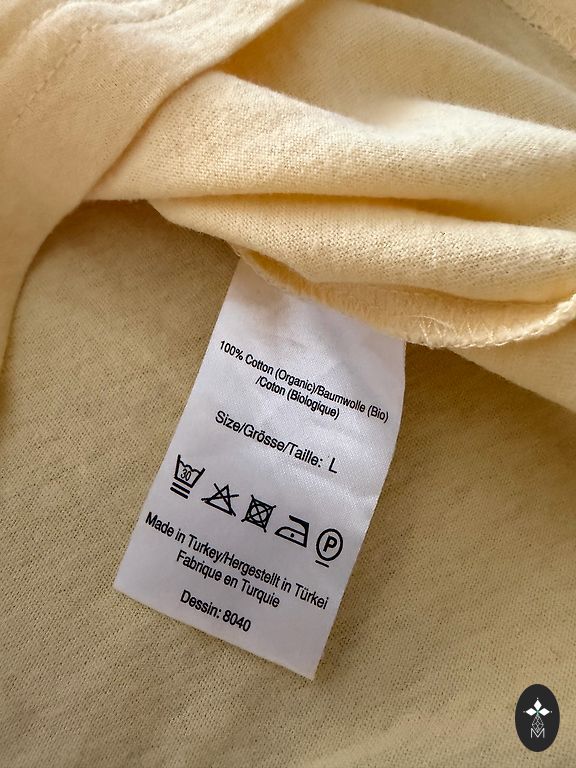 100% Cotton (Organic)/Baumwolle (Bio)
/Coton (Biologique)
Size/Grösse/Taille: L
30
P
Made in Turkey/Hergestellt in Türkei
Fabrique en Turquie
Dessin: 8040
M